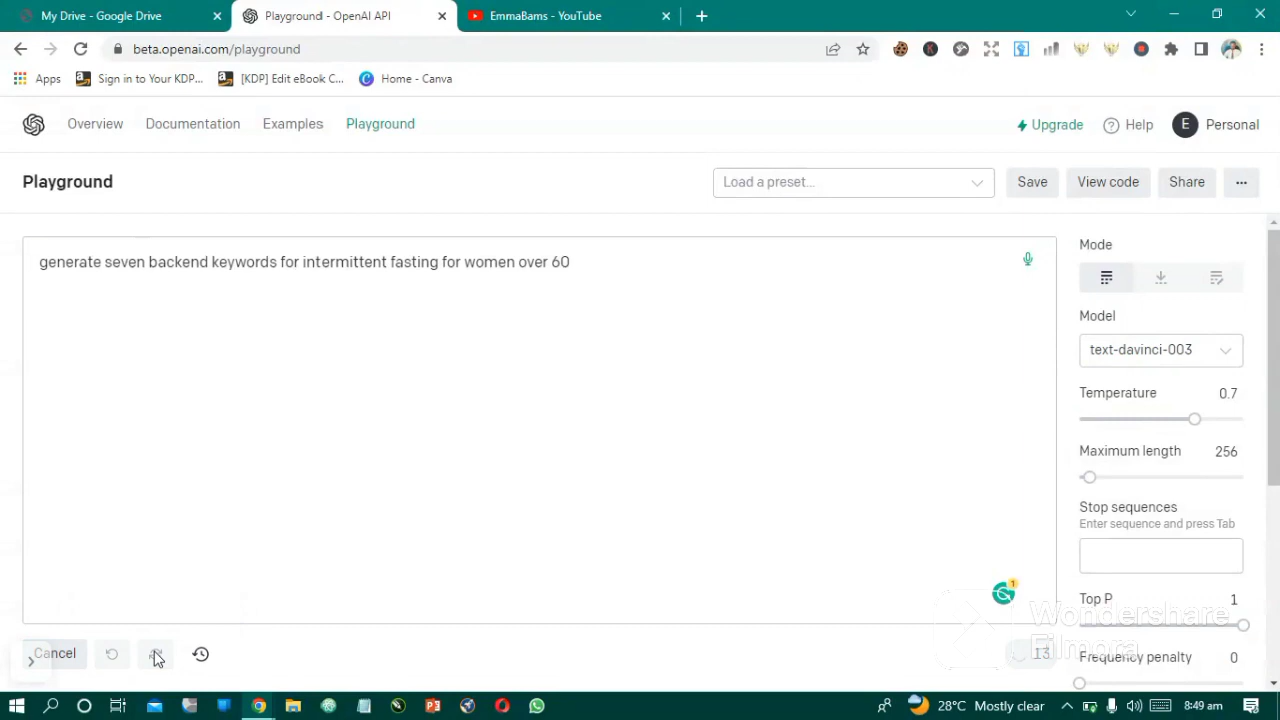 My Drive - Google Drive
Playground - OpenAI API
EmmaBams - YouTube
beta.openai.com/playground
Apps
Sign in to Your KDP...
[KDP] Edit eBook C...
Home - Canva
Overview
Documentation
Examples
Playground
Upgrade
Help
E
Personal
Playground
Load a preset...
Save
View code
Share
generate seven backend keywords for intermittent fasting for women over 60
Mode
Model
text-davinci-003
Temperature
0.7
Maximum length
256
Stop sequences
Enter sequence and press Tab
1
Top P
1
Wondershare
Filmora
Cancel
13
Frequency penalty
0
28°C Mostly clear
8:49 am